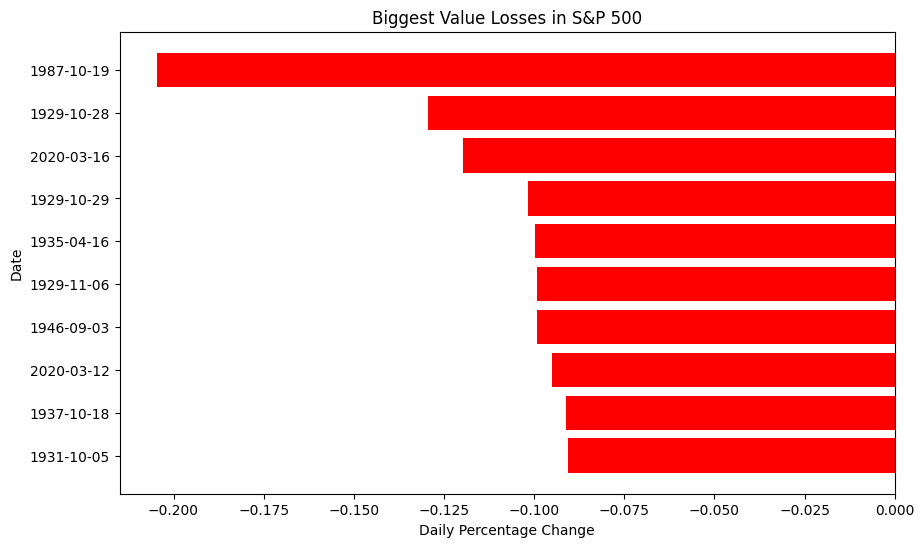 Biggest Value Losses in S&P 500
Date
1987-10-19
1929-10-28
2020-03-16
1929-10-29
1935-04-16
1929-11-06
1946-09-03
2020-03-12
1937-10-18
1931-10-05
−0.200 −0.175 −0.150 −0.125 −0.100 −0.075 −0.050 −0.025 0.000
Daily Percentage Change